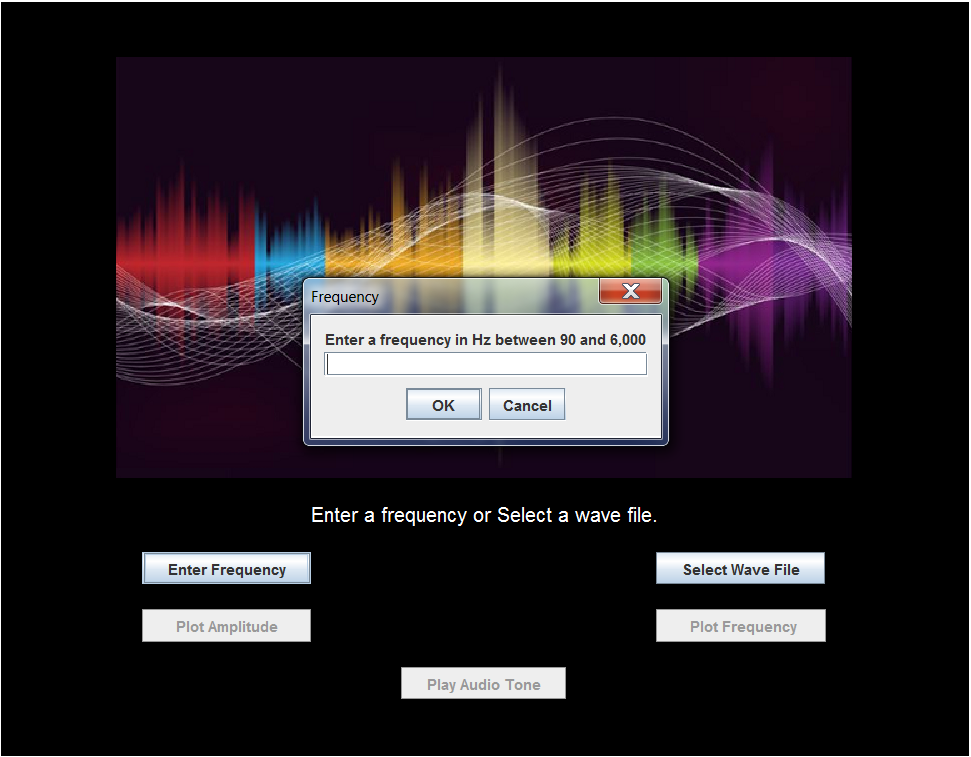 Frequency
Enter a frequency in Hz between 90 and 6,000
OK Cancel
Enter a frequency or Select a wave file.
Enter Frequency Select Wave File
Plot Amplitude Plot Frequency
Play Audio Tone